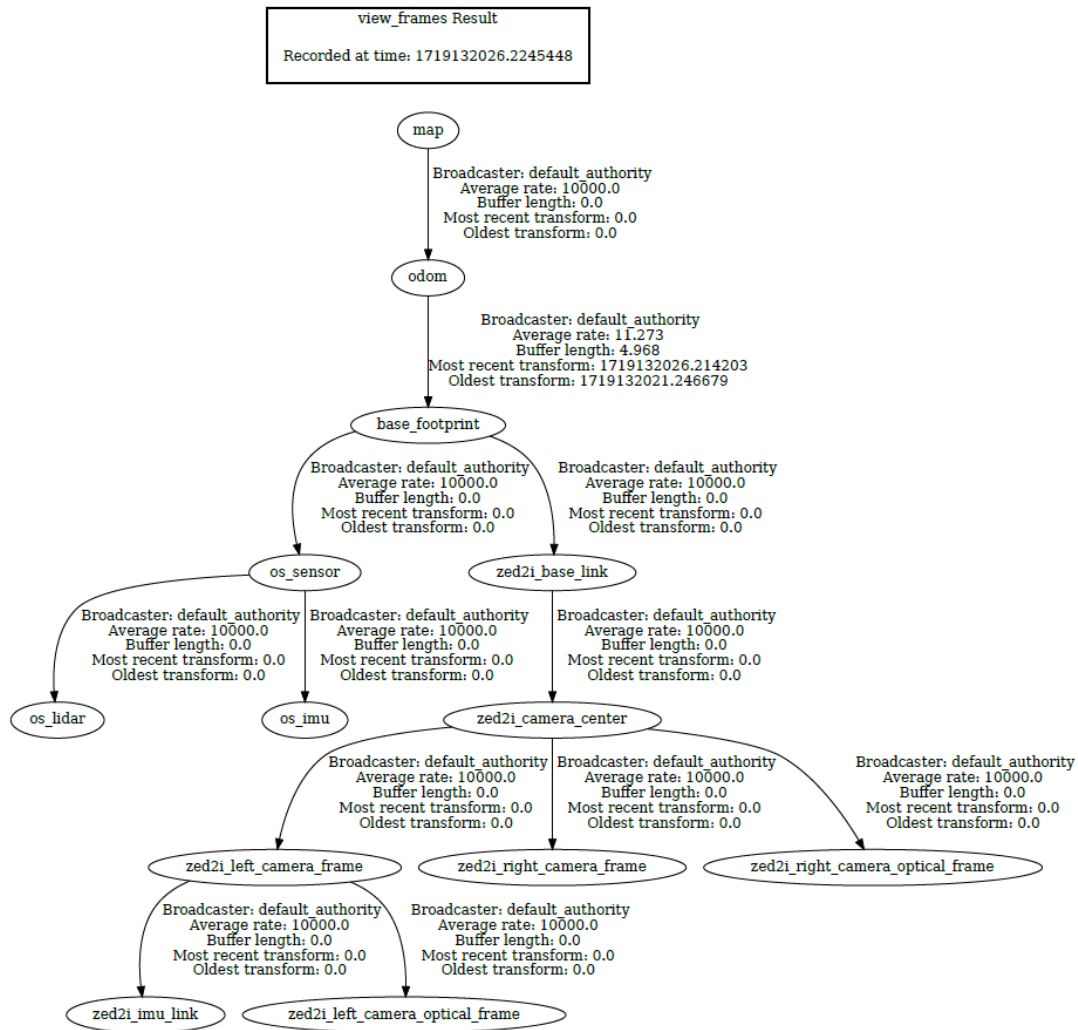 view_frames Result
Recorded at time: 1719132026.2245448
map
Broadcaster: default_authority
Average rate: 10000.0
Buffer length: 0.0
Most recent transform: 0.0
Oldest transform: 0.0
odom
Broadcaster: default_authority
Average rate: 11.273
Buffer length: 4.968
Most recent transform: 1719132026.214203
Oldest transform: 1719132021.246679
base_footprint
Broadcaster: default_authority
Average rate: 10000.0
Buffer length: 0.0
Most recent transform: 0.0
Oldest transform: 0.0
Broadcaster: default_authority
Average rate: 10000.0
Buffer length: 0.0
Most recent transform: 0.0
Oldest transform: 0.0
os_sensor
zed2i_base_link
Broadcaster: default_authority
Average rate: 10000.0
Buffer length: 0.0
Most recent transform: 0.0
Oldest transform: 0.0
Broadcaster: default_authority
Average rate: 10000.0
Buffer length: 0.0
Most recent transform: 0.0
Oldest transform: 0.0
Broadcaster: default_authority
Average rate: 10000.0
Buffer length: 0.0
Most recent transform: 0.0
Oldest transform: 0.0
os_lidar
os_imu
zed2i_camera_center
Broadcaster: default_authority
Average rate: 10000.0
Buffer length: 0.0
Most recent transform: 0.0
Oldest transform: 0.0
Broadcaster: default_authority
Average rate: 10000.0
Buffer length: 0.0
Most recent transform: 0.0
Oldest transform: 0.0
Broadcaster: default_authority
Average rate: 10000.0
Buffer length: 0.0
Most recent transform: 0.0
Oldest transform: 0.0
zed2i_left_camera_frame
zed2i_right_camera_frame
zed2i_right_camera_optical_frame
Broadcaster: default_authority
Average rate: 10000.0
Buffer length: 0.0
Most recent transform: 0.0
Oldest transform: 0.0
Broadcaster: default_authority
Average rate: 10000.0
Buffer length: 0.0
Most recent transform: 0.0
Oldest transform: 0.0
zed2i_imu_link
zed2i_left_camera_optical_frame